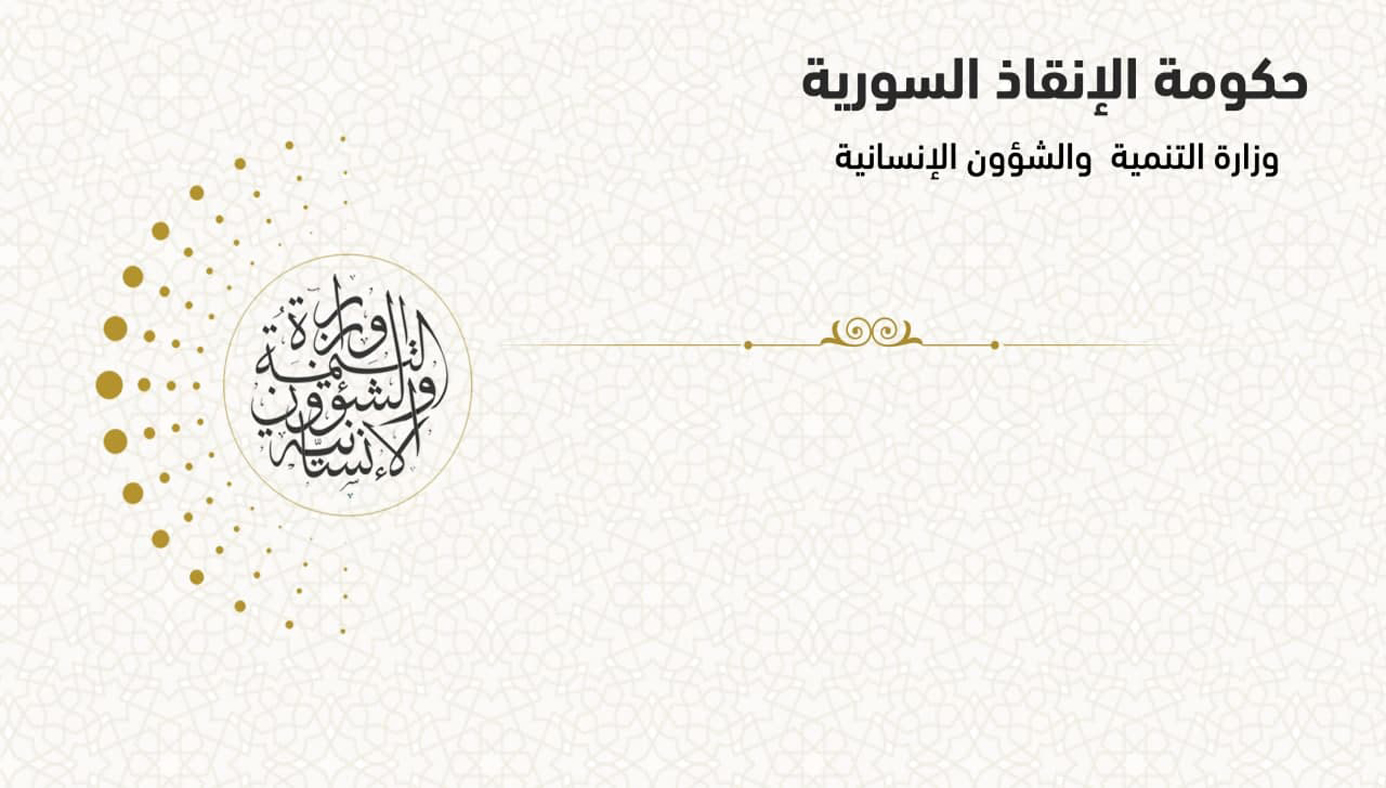 حكومة الإنقاذ السورية
وزارة التنمية والشؤون الإنسانية
وزارة
التنمية
والشؤون
الإنسانية